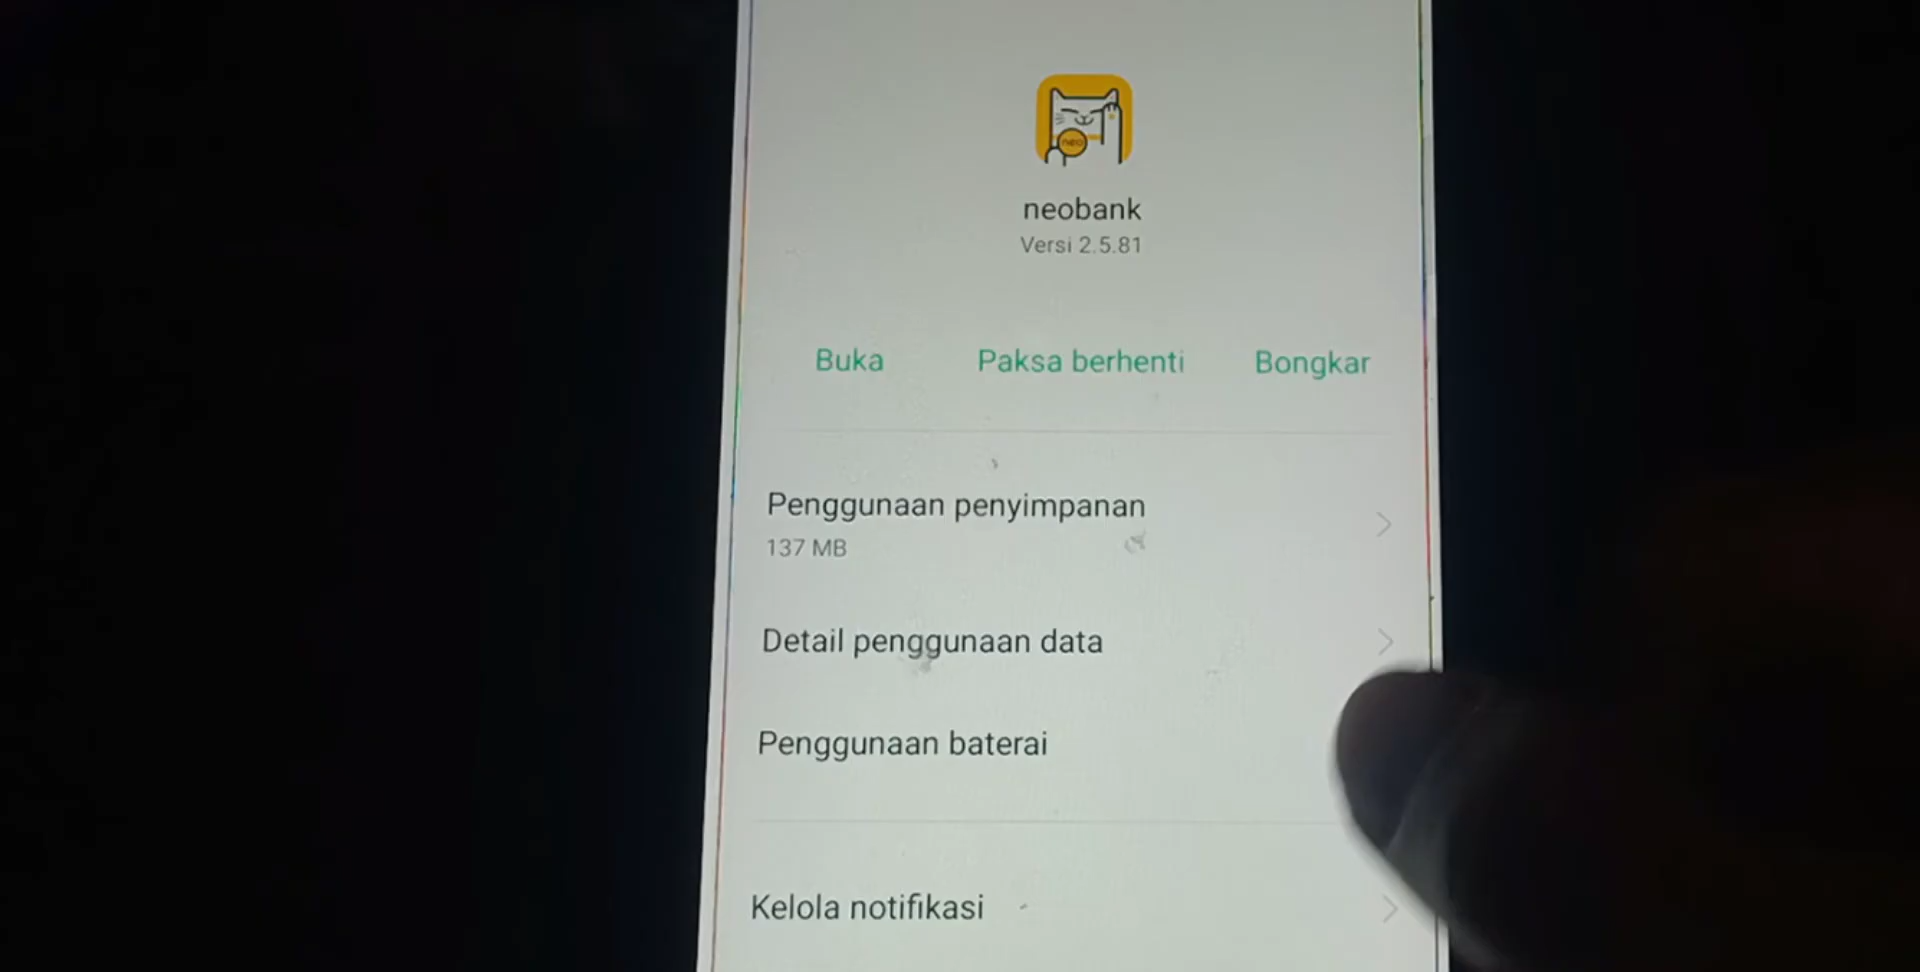 neo
neobank
Versi 2.5.81
Buka Paksa berhenti Bongkar
Penggunaan penyimpanan
137 MB
Detail penggunaan data
Penggunaan baterai
Kelola notifikasi